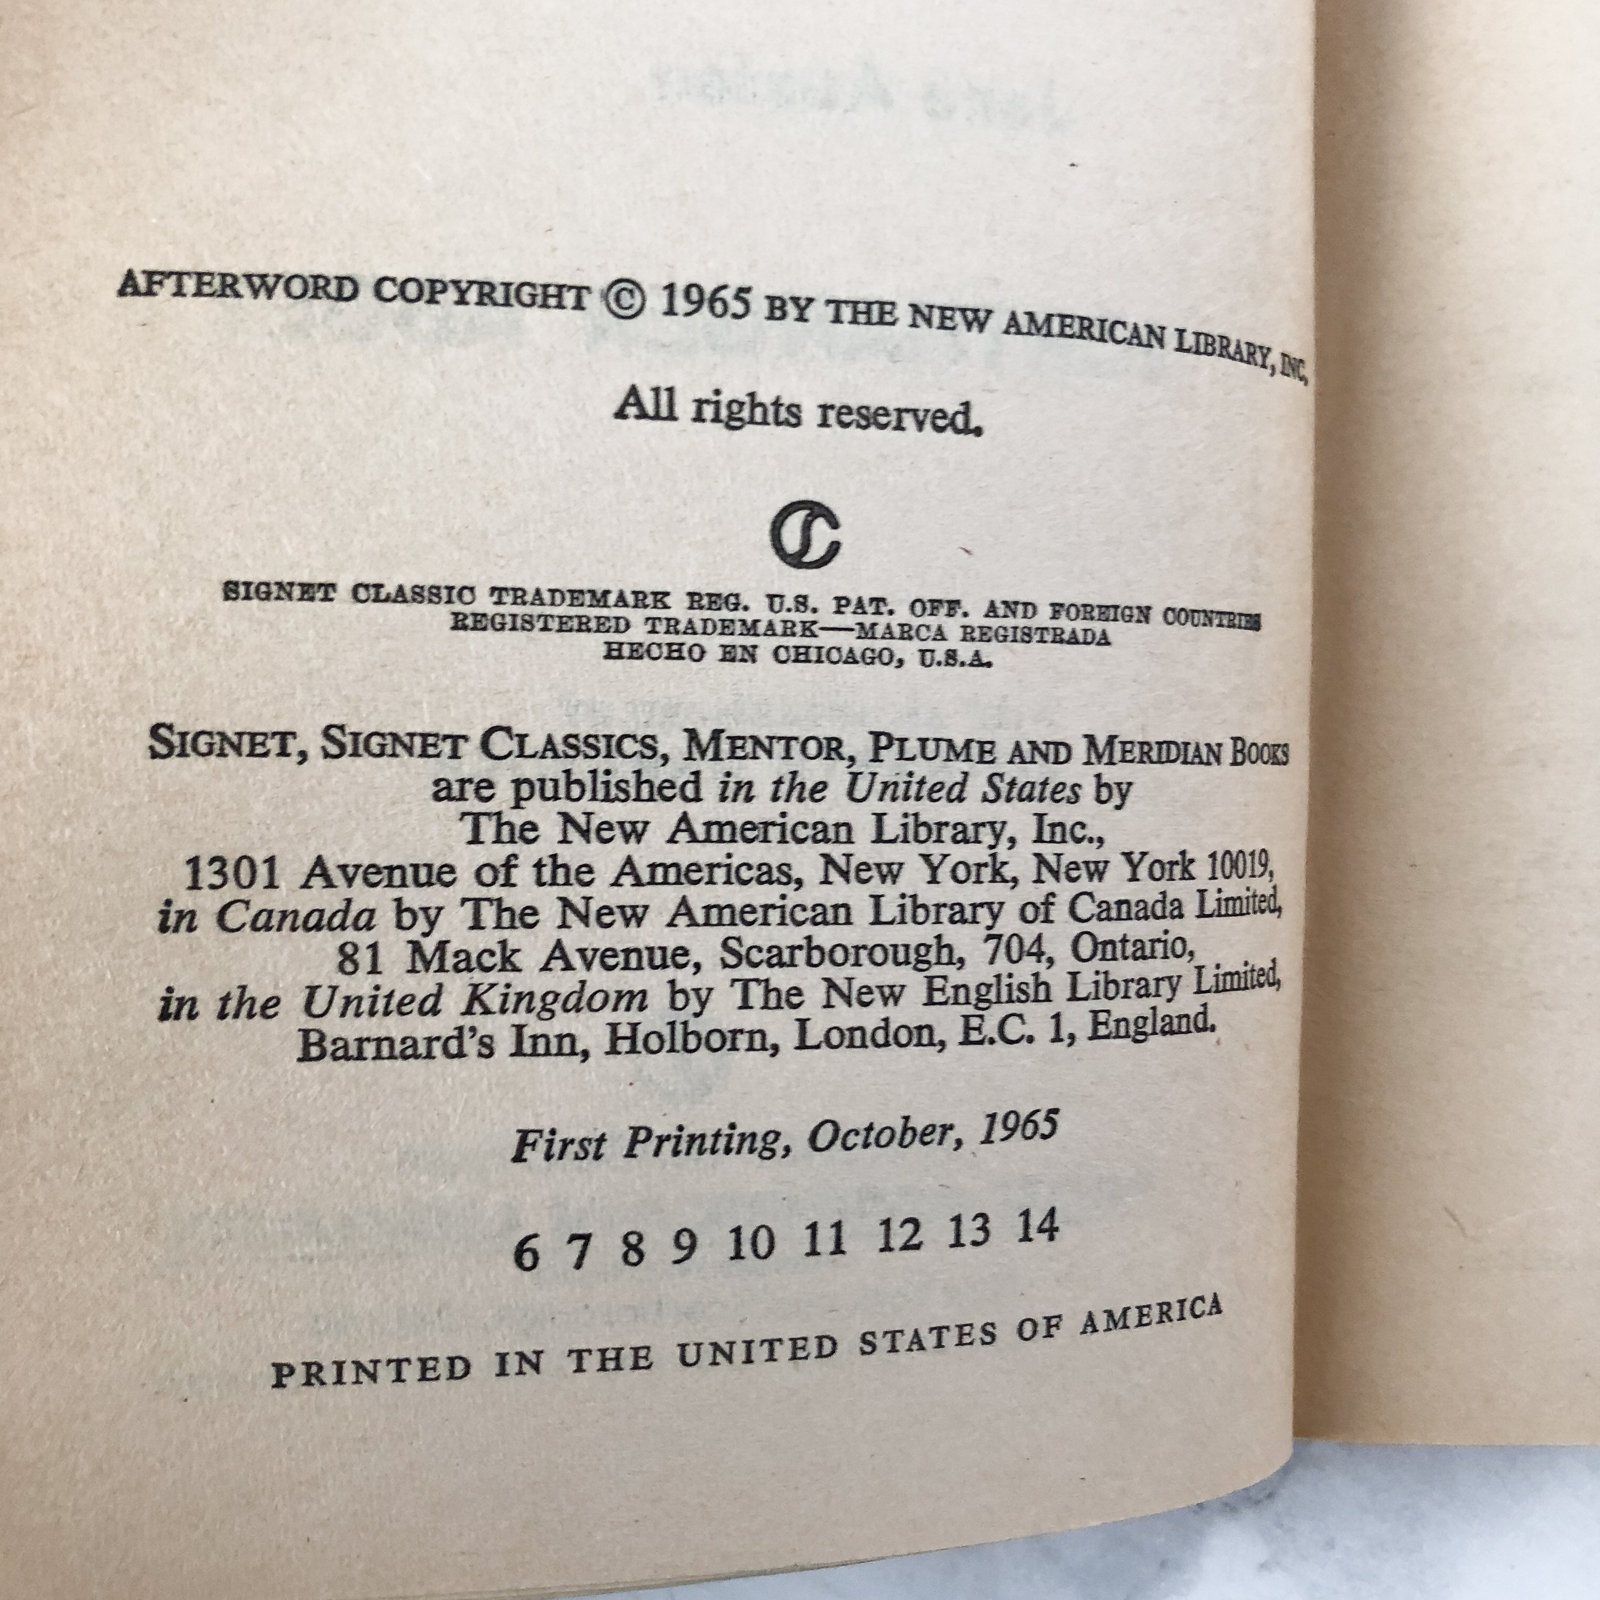 AFTERWORD COPYRIGHT © 1965 BY THE NEW AMERICAN LIBRARY, INC.
All rights reserved.
SIGNET CLASSIC TRADEMARK REG. U.S. PAT. OFF. AND FOREIGN COUNTRIES
REGISTERED TRADEMARK—MARCA REGISTRADA
HECHO EN CHICAGO, U.S.A.
SIGNET, SIGNET CLASSICS, MENTOR, PLUME AND MERIDIAN BOOKS
are published in the United States by
The New American Library, Inc.,
1301 Avenue of the Americas, New York, New York 10019,
in Canada by The New American Library of Canada Limited,
81 Mack Avenue, Scarborough, 704, Ontario,
in the United Kingdom by The New English Library Limited,
Barnard's Inn, Holborn, London, E.C. 1, England.
First Printing, October, 1965
6 7 8 9 10 11 12 13 14
PRINTED IN THE UNITED STATES OF AMERICA